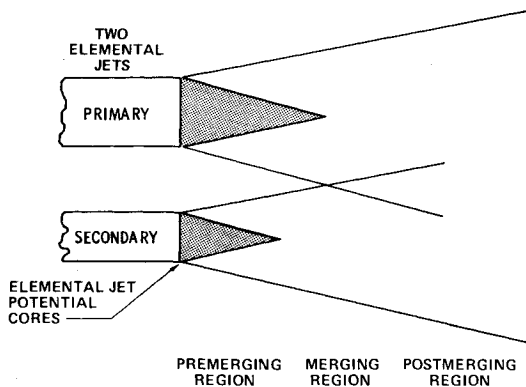 TWO
ELEMENTAL
JETS
PRIMARY
SECONDARY
ELEMENTAL JET
POTENTIAL
CORES
PREMERGING
REGION
MERGING
REGION
POSTMERGING
REGION